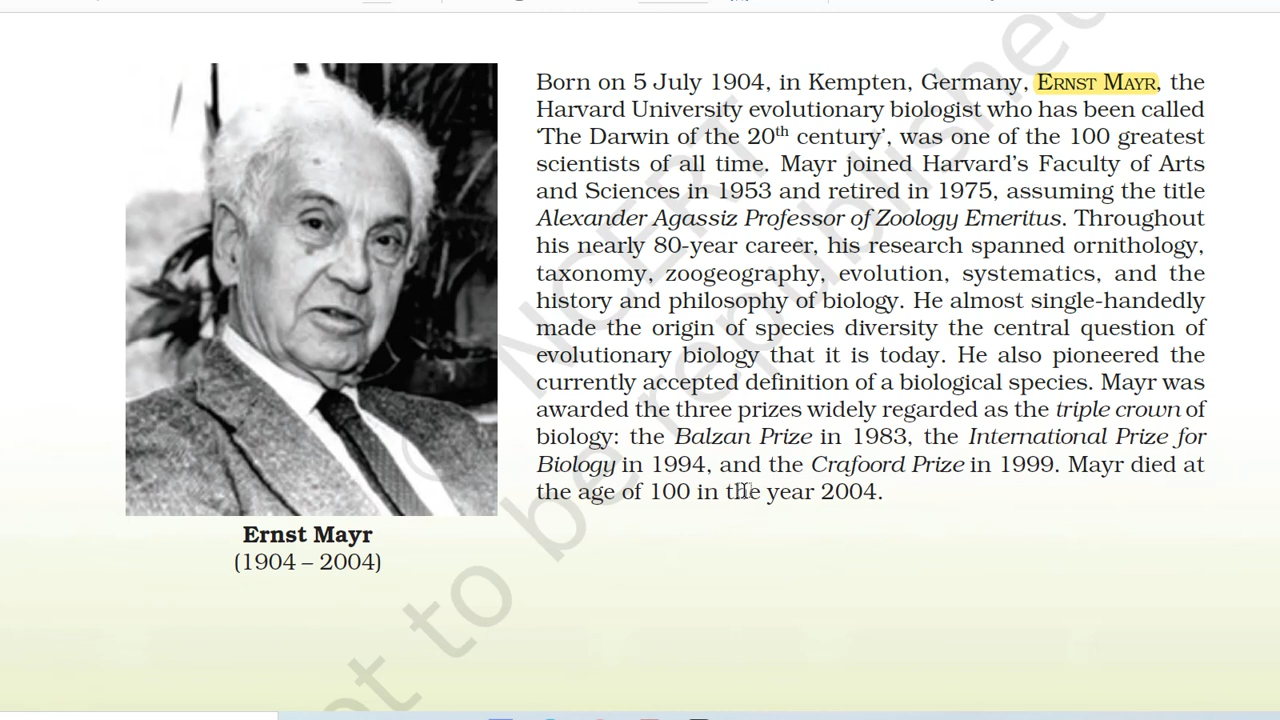 Born on 5 July 1904, in Kempten, Germany, ERNST MAYR, the
Harvard University evolutionary biologist who has been called
‘The Darwin of the 20th century’, was one of the 100 greatest
scientists of all time. Mayr joined Harvard’s Faculty of Arts
and Sciences in 1953 and retired in 1975, assuming the title
Alexander Agassiz Professor of Zoology Emeritus. Throughout
his nearly 80-year career, his research spanned ornithology,
taxonomy, zoogeography, evolution, systematics, and the
history and philosophy of biology. He almost single-handedly
made the origin of species diversity the central question of
evolutionary biology that it is today. He also pioneered the
currently accepted definition of a biological species. Mayr was
awarded the three prizes widely regarded as the triple crown of
biology: the Balzan Prize in 1983, the International Prize for
Biology in 1994, and the Crafoord Prize in 1999. Mayr died at
the age of 100 in the year 2004.
Ernst Mayr
(1904 – 2004)
© NCERT
not to be republished